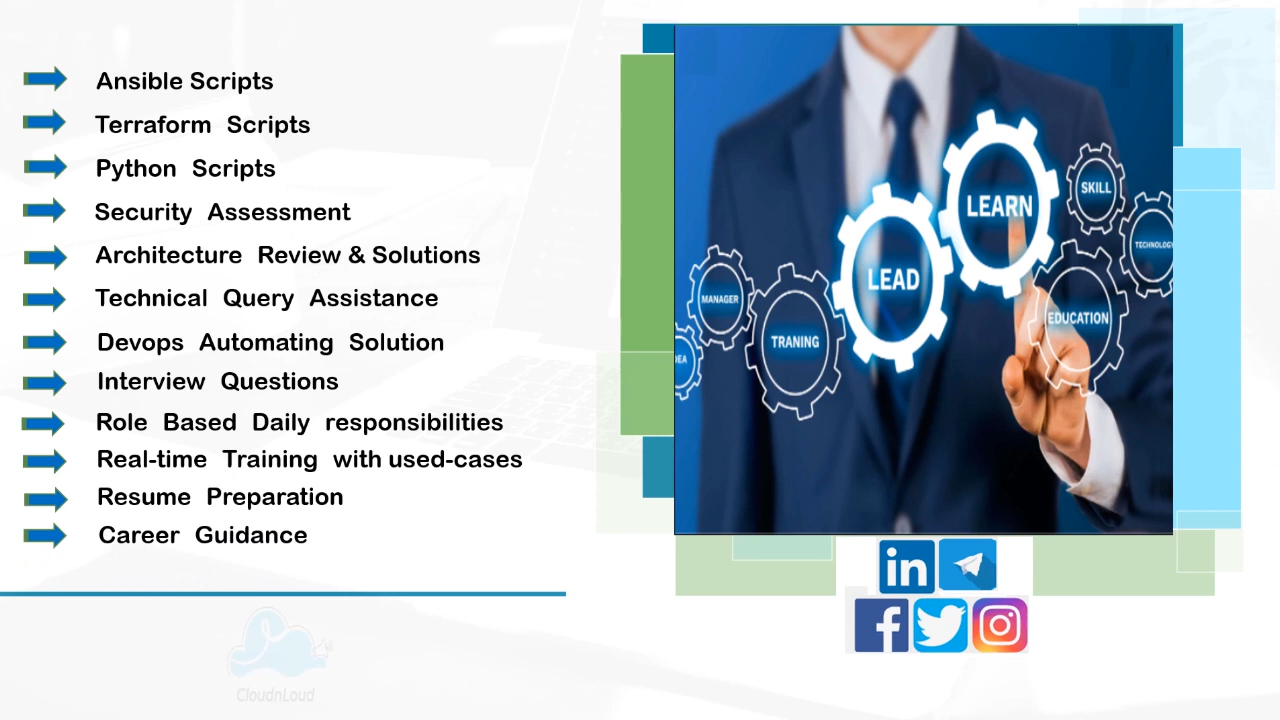 Ansible Scripts
Terraform Scripts
Python Scripts
Security Assessment
Architecture Review & Solutions
Technical Query Assistance
Devops Automating Solution
Interview Questions
Role Based Daily responsibilities
Real-time Training with used-cases
Resume Preparation
Career Guidance
CloudnLoud
LEARN
SKILL
TECHNOLOGY
LEAD
MANAGER
EDUCATION
TRANING
DEA
in
f